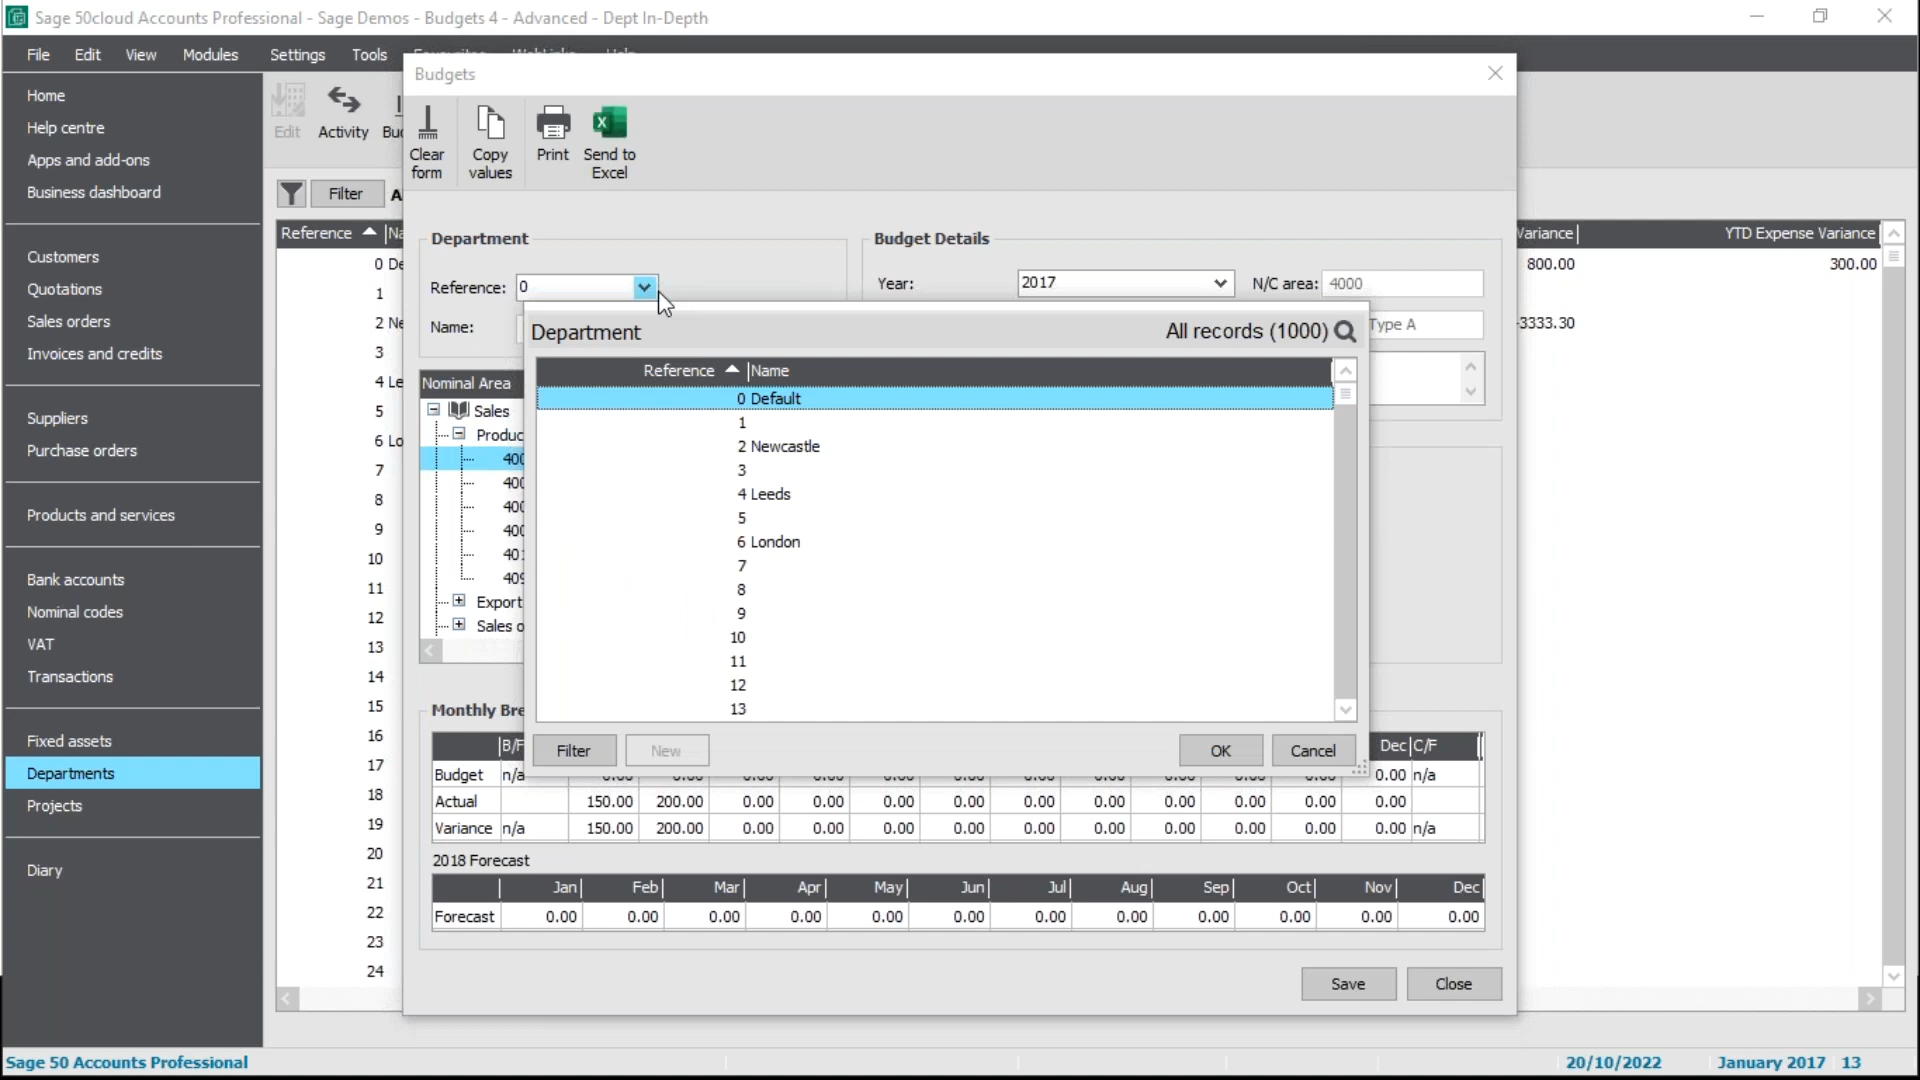 Sage 50cloud Accounts Professional - Sage Demos - Budgets 4 - Advanced - Dept In-Depth
File Edit View Modules Settings Tools
Home
Help centre
Apps and add-ons
Business dashboard
Customers
Quotations
Sales orders
Invoices and credits
Suppliers
Purchase orders
Products and services
Bank accounts
Nominal codes
VAT
Transactions
Fixed assets
Departments
Projects
Diary
Edit Activity
Filter
Reference
0
1
2
3
4
5
6
7
8
9
10
11
12
13
14
15
16
17
18
19
20
21
22
23
24
Budgets
Clear form
Copy values
Print
Send to Excel
Department
Reference: 0
Name:
Budget Details
Year: 2017 N/C area: 4000
Type A
Nominal Area
Sales
Export
Department All records (1000)
Reference Name
0 Default
1
2 Newcastle
3
4 Leeds
5
6 London
7
8
9
10
11
12
13
Filter New OK Cancel
B/F Dec C/F
Budget n/a 0.00 n/a
Actual 150.00 200.00 0.00 0.00 0.00 0.00 0.00 0.00 0.00 0.00 0.00 0.00
Variance n/a 150.00 200.00 0.00 0.00 0.00 0.00 0.00 0.00 0.00 0.00 0.00 0.00 n/a
2018 Forecast
Jan Feb Mar Apr May Jun Jul Aug Sep Oct Nov Dec
Forecast 0.00 0.00 0.00 0.00 0.00 0.00 0.00 0.00 0.00 0.00 0.00 0.00
Save Close
Variance YTD Expense Variance
800.00 300.00
-3333.30
Sage 50 Accounts Professional 20/10/2022 January 2017 13